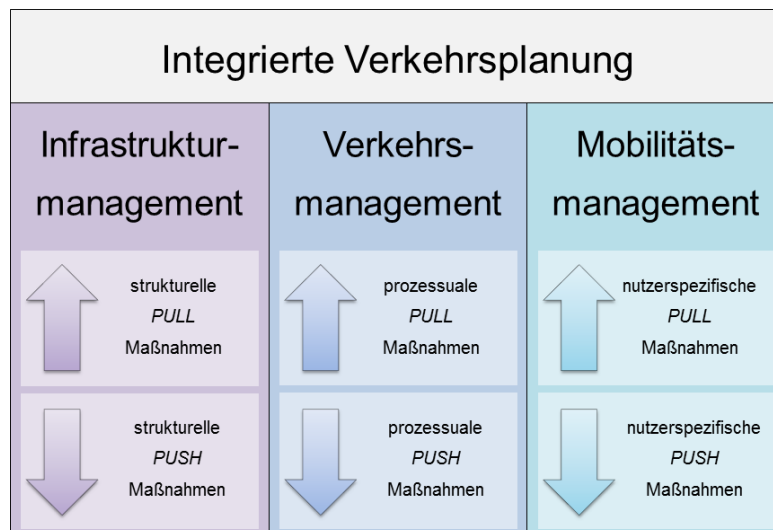 Integrierte Verkehrsplanung
Infrastruktur-
management
Verkehrs-
management
Mobilitäts-
management
strukturelle
PULL
Maßnahmen
prozessuale
PULL
Maßnahmen
nutzerspezifische
PULL
Maßnahmen
strukturelle
PUSH
Maßnahmen
prozessuale
PUSH
Maßnahmen
nutzerspezifische
PUSH
Maßnahmen